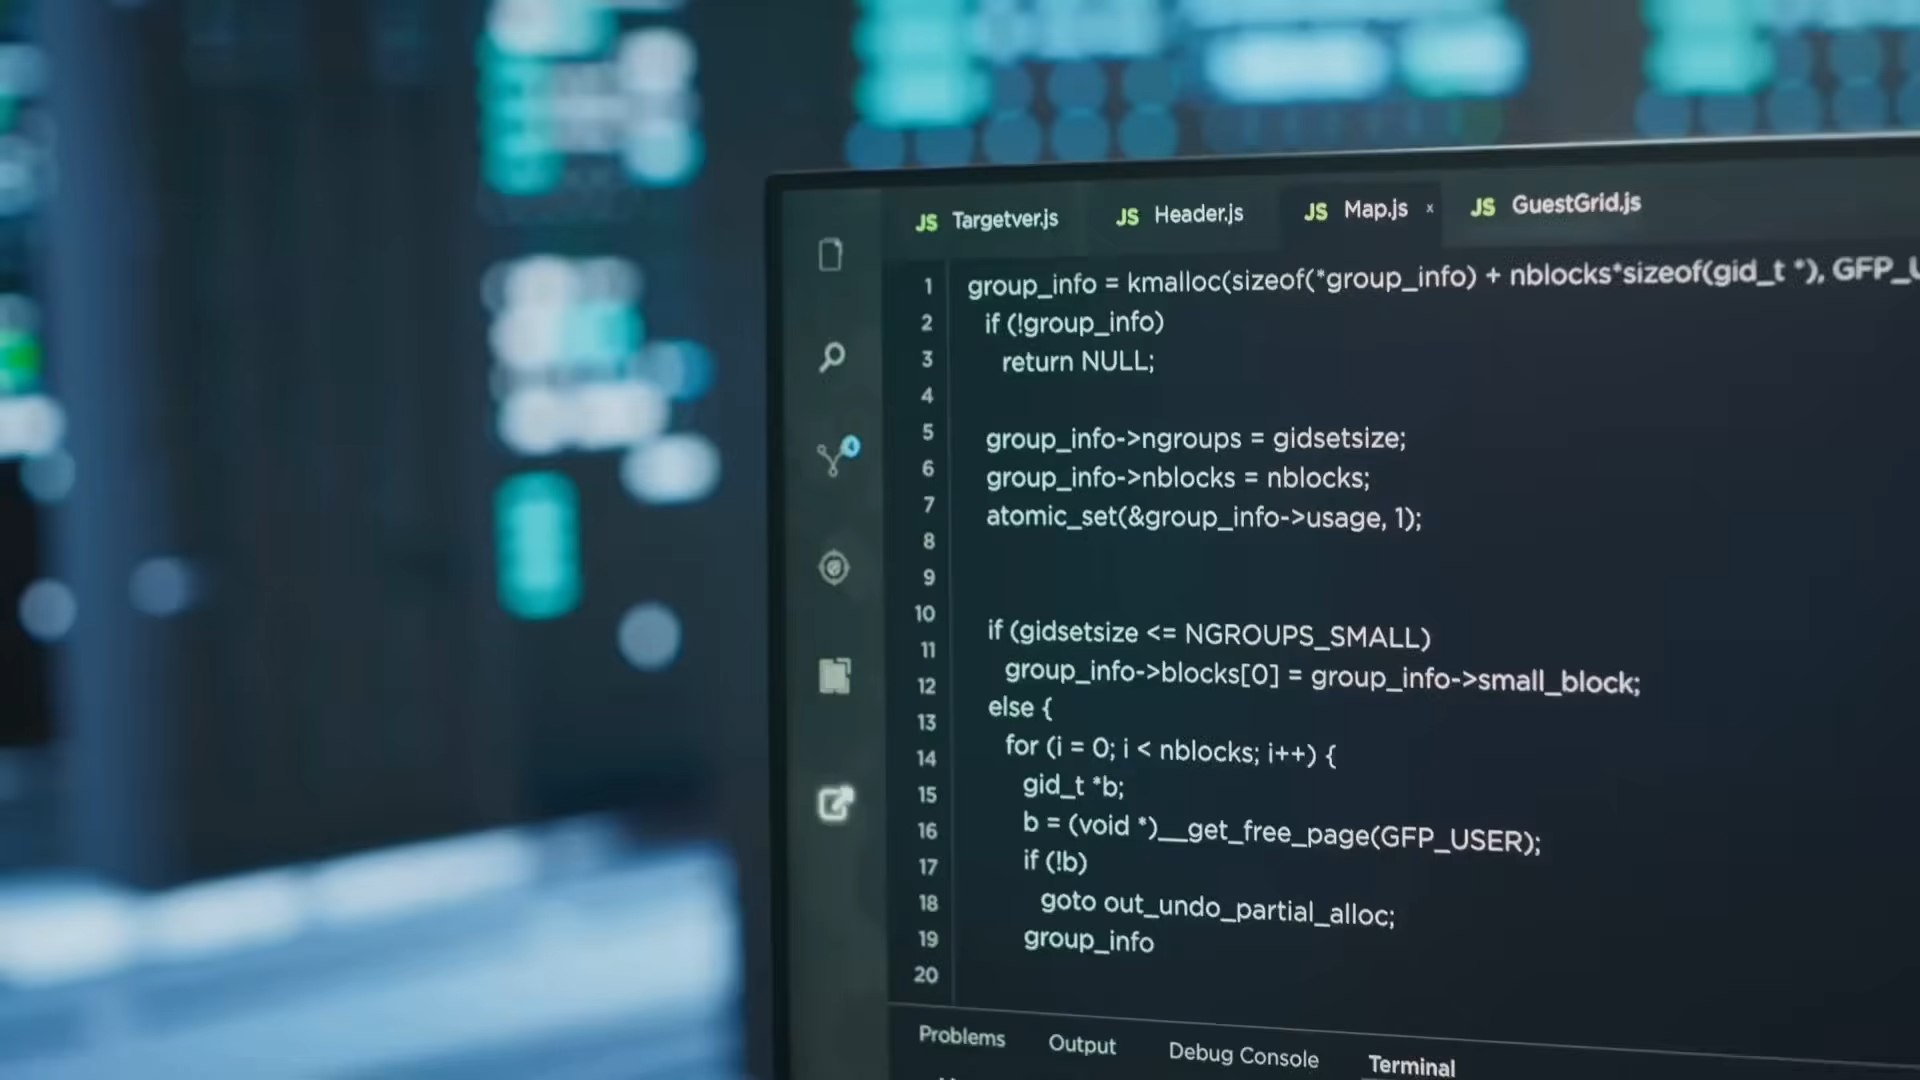 JS Targetver.js JS Header.js JS Map.js x JS GuestGrid.js
1 group_info = kmalloc(sizeof(*group_info) + nblocks*sizeof(gid_t *), GFP_U
2 if (!group_info)
3 return NULL;
4
5 group_info->ngroups = gidsetsize;
6 group_info->nblocks = nblocks;
7 atomic_set(&group_info->usage, 1);
8
9
10 if (gidsetsize <= NGROUPS_SMALL)
11 group_info->blocks[0] = group_info->small_block;
12 else {
13 for (i = 0; i < nblocks; i++) {
14 gid_t *b;
15 b = (void *)__get_free_page(GFP_USER);
16 if (!b)
17 goto out_undo_partial_alloc;
18 group_info
19
20
Problems Output Debug Console Terminal